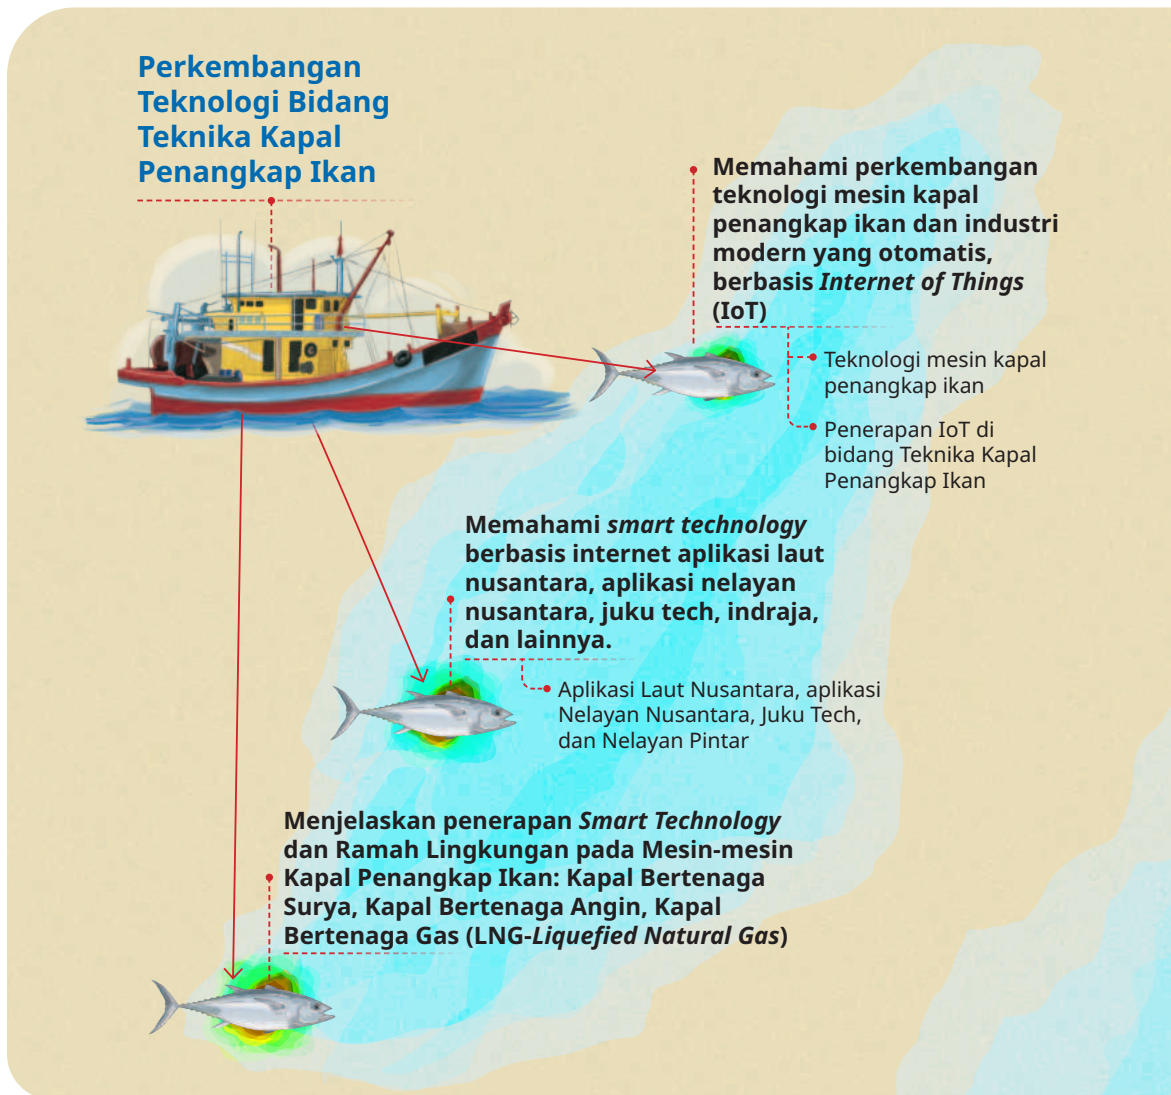 Perkembangan
Teknologi Bidang
Teknika Kapal
Penangkap Ikan
Memahami perkembangan
teknologi mesin kapal
penangkap ikan dan industri
modern yang otomatis,
berbasis Internet of Things
(IoT)
Teknologi mesin kapal
penangkap ikan
Penerapan IoT di
bidang Teknika Kapal
Penangkap Ikan
Memahami smart technology
berbasis internet aplikasi laut
nusantara, aplikasi nelayan
nusantara, juku tech, indraja,
dan lainnya.
Aplikasi Laut Nusantara, aplikasi
Nelayan Nusantara, Juku Tech,
dan Nelayan Pintar
Menjelaskan penerapan Smart Technology
dan Ramah Lingkungan pada Mesin-mesin
Kapal Penangkap Ikan: Kapal Bertenaga
Surya, Kapal Bertenaga Angin, Kapal
Bertenaga Gas (LNG-Liquefied Natural Gas)